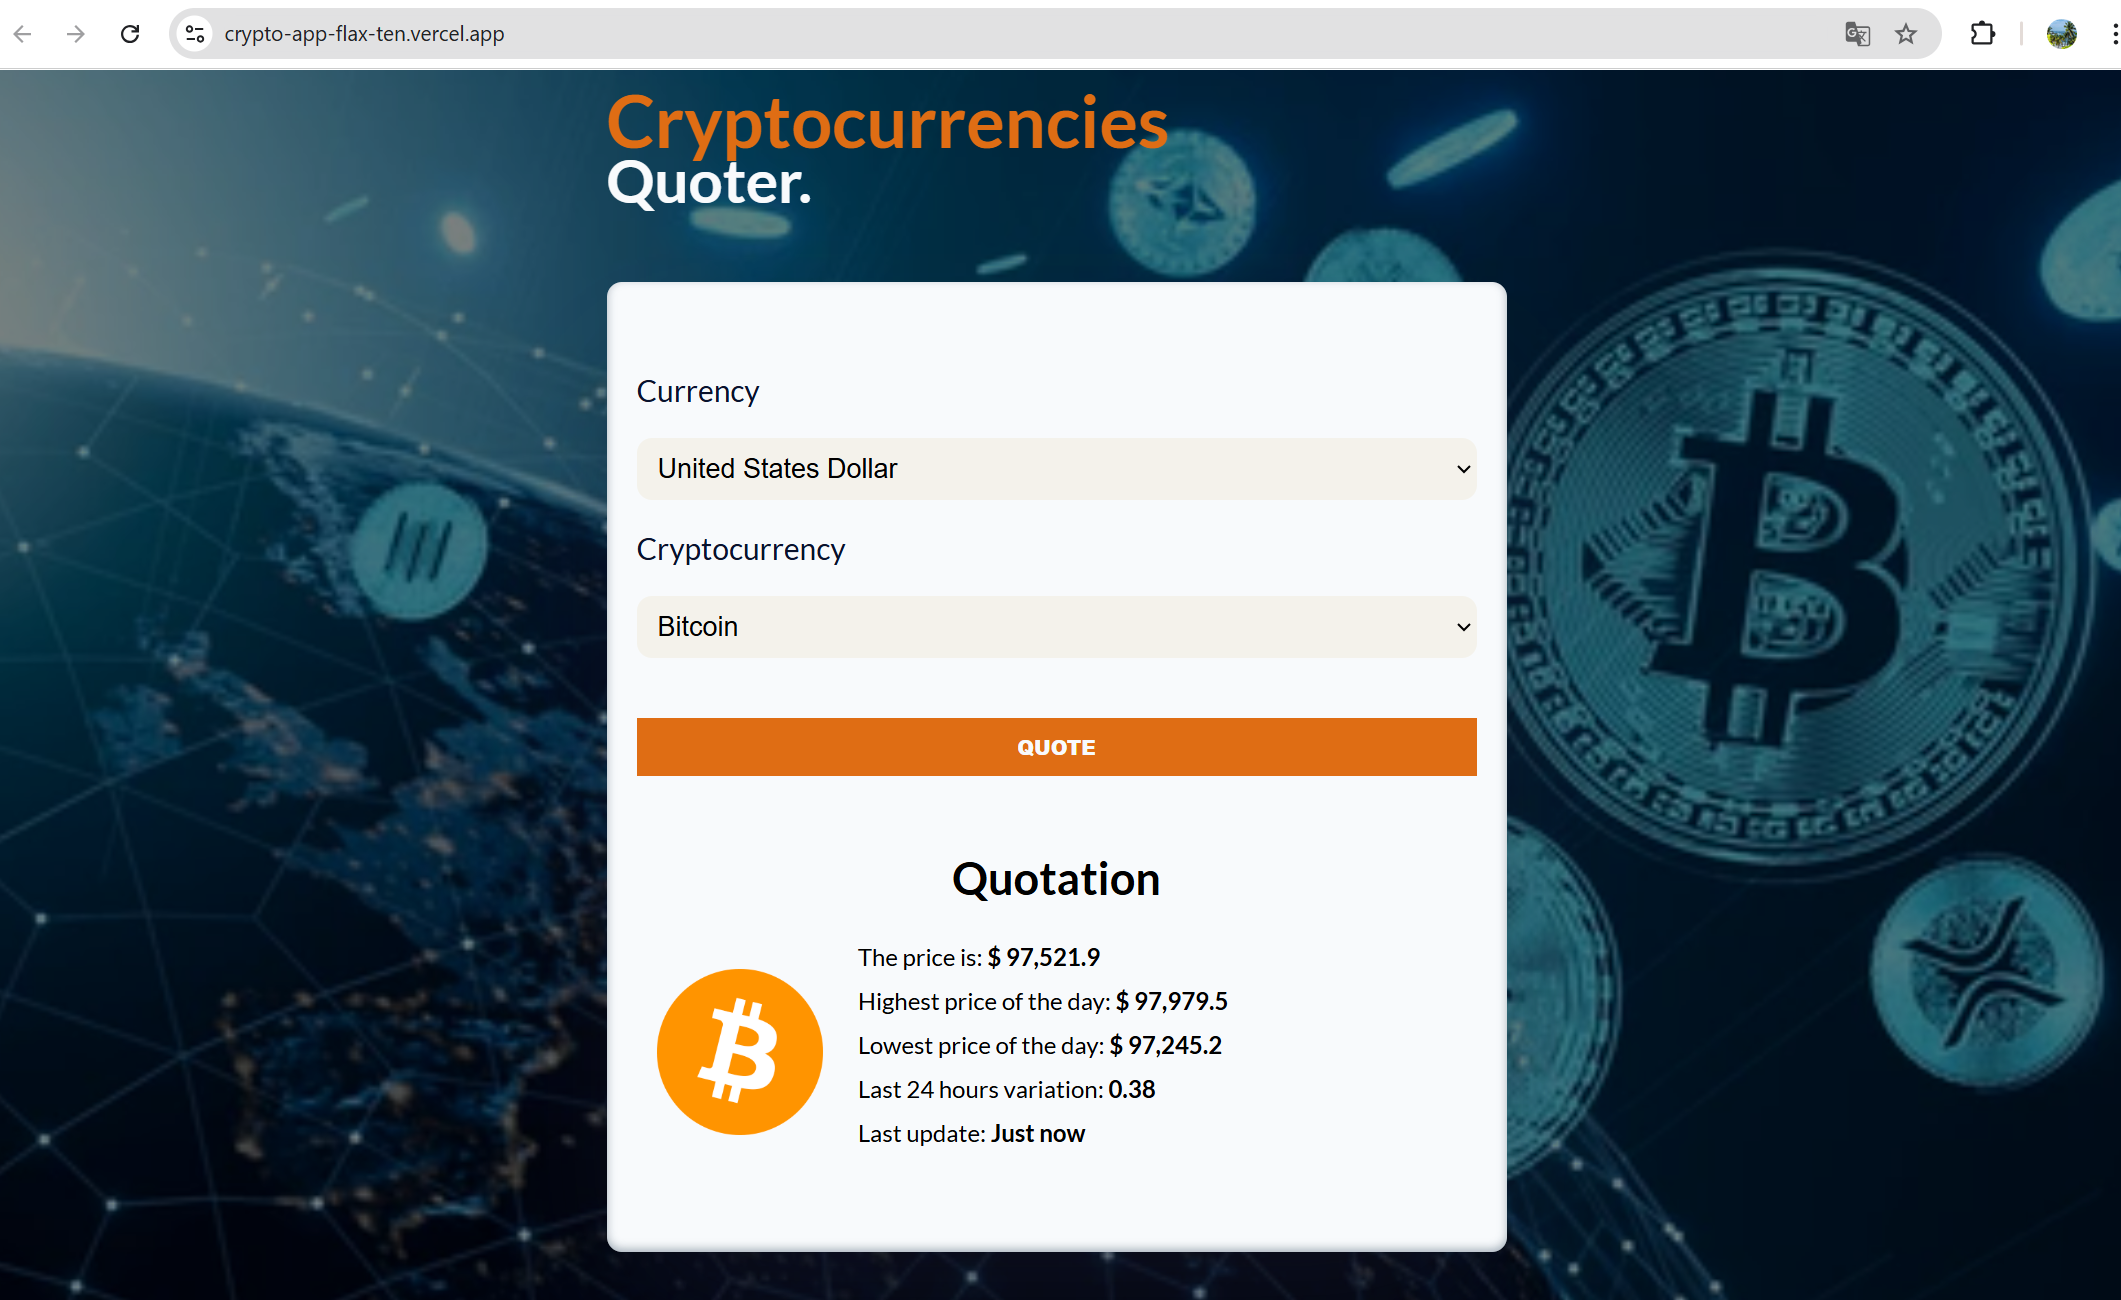 crypto-app-flax-ten.vercel.app
Cryptocurrencies
Quoter.
Currency
United States Dollar
Cryptocurrency
Bitcoin
QUOTE
Quotation
The price is: $ 97,521.9
Highest price of the day: $ 97,979.5
Lowest price of the day: $ 97,245.2
Last 24 hours variation: 0.38
Last update: Just now